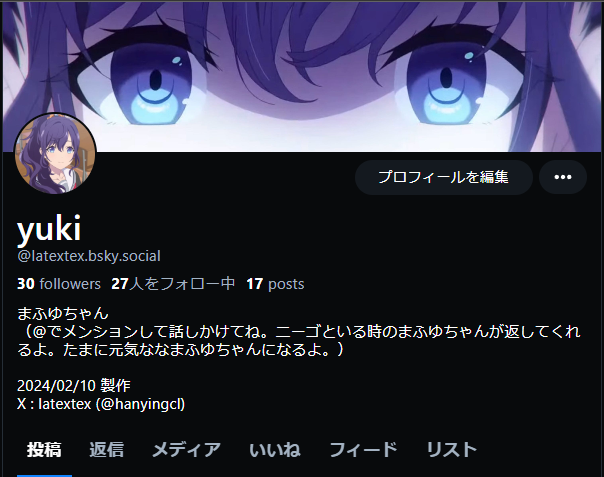 プロフィールを編集
yuki
@latextex.bsky.social
30 followers 27人をフォロー中 17 posts
まふゆちゃん
（@でメンションして話しかけてね。ニーゴといる時のまふゆちゃんが返してくれ
るよ。たまに元気ななまふゆちゃんになるよ。）
2024/02/10 製作
X : latextex (@hanyingcl)
投稿 返信 メディア いいね フィード リスト